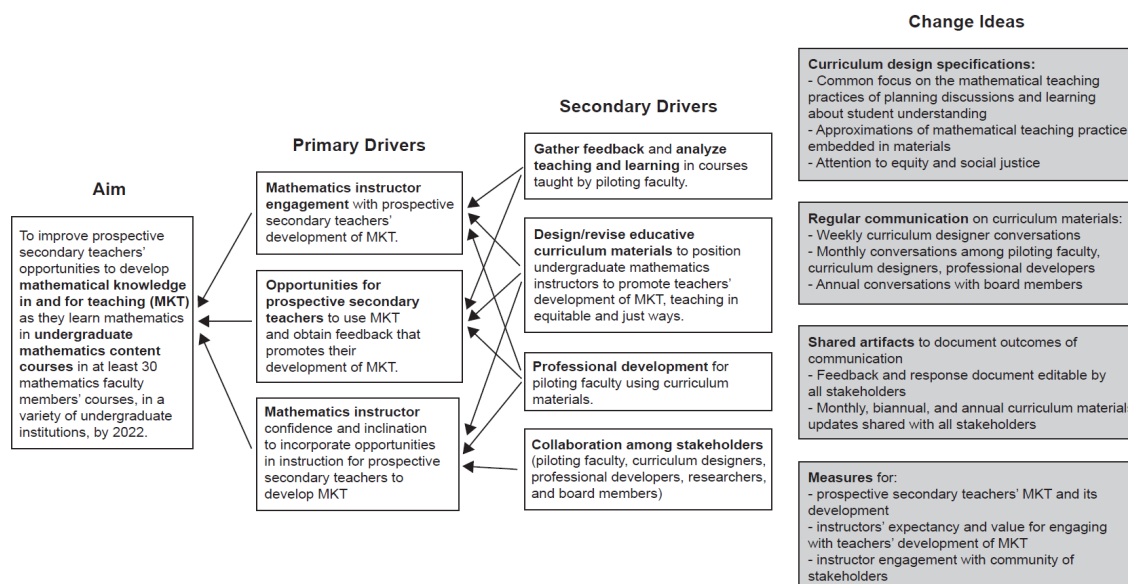 Aim
To improve prospective
secondary teachers'
opportunities to develop
mathematical knowledge
in and for teaching (MKT)
as they learn mathematics
in undergraduate
mathematics content
courses in at least 30
mathematics faculty
members' courses, in a
variety of undergraduate
institutions, by 2022.
Primary Drivers
Mathematics instructor
engagement with prospective
secondary teachers'
development of MKT.
Opportunities for
prospective secondary
teachers to use MKT
and obtain feedback that
promotes their
development of MKT.
Mathematics instructor
confidence and inclination
to incorporate opportunities
in instruction for prospective
secondary teachers to
develop MKT
Secondary Drivers
Gather feedback and analyze
teaching and learning in courses
taught by piloting faculty.
Design/revise educative
curriculum materials to position
undergraduate mathematics
instructors to promote teachers'
development of MKT, teaching in
equitable and just ways.
Professional development for
piloting faculty using curriculum
materials.
Collaboration among stakeholders
(piloting faculty, curriculum designers,
professional developers, researchers,
and board members)
Change Ideas
Curriculum design specifications:
- Common focus on the mathematical teaching
practices of planning discussions and learning
about student understanding
- Approximations of mathematical teaching practice
embedded in materials
- Attention to equity and social justice
Regular communication on curriculum materials:
- Weekly curriculum designer conversations
- Monthly conversations among piloting faculty,
curriculum designers, professional developers
- Annual conversations with board members
Shared artifacts to document outcomes of
communication
- Feedback and response document editable by
all stakeholders
- Monthly, biannual, and annual curriculum materials
updates shared with all stakeholders
Measures for:
- prospective secondary teachers' MKT and its
development
- instructors' expectancy and value for engaging
with teachers' development of MKT
- instructor engagement with community of
stakeholders